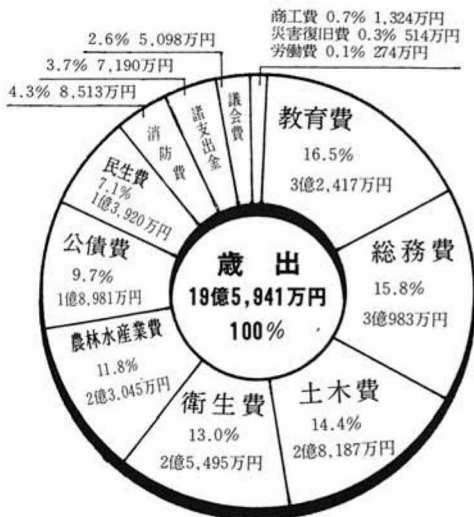 商工費 0.7% 1,324万円
災害復旧費 0.3% 514万円
労働費 0.1% 274万円
2.6% 5,098万円
3.7% 7,190万円
4.3% 8,513万円
議会費
諸支出金
消防費
教育費
16.5%
3億2,417万円
総務費
15.8%
3億983万円
土木費
14.4%
2億8,187万円
衛生費
13.0%
2億5,495万円
農林水産業費
11.8%
2億3,045万円
公債費
9.7%
1億8,981万円
民生費
7.1%
1億3,920万円
歳出
19億5,941万円
100%